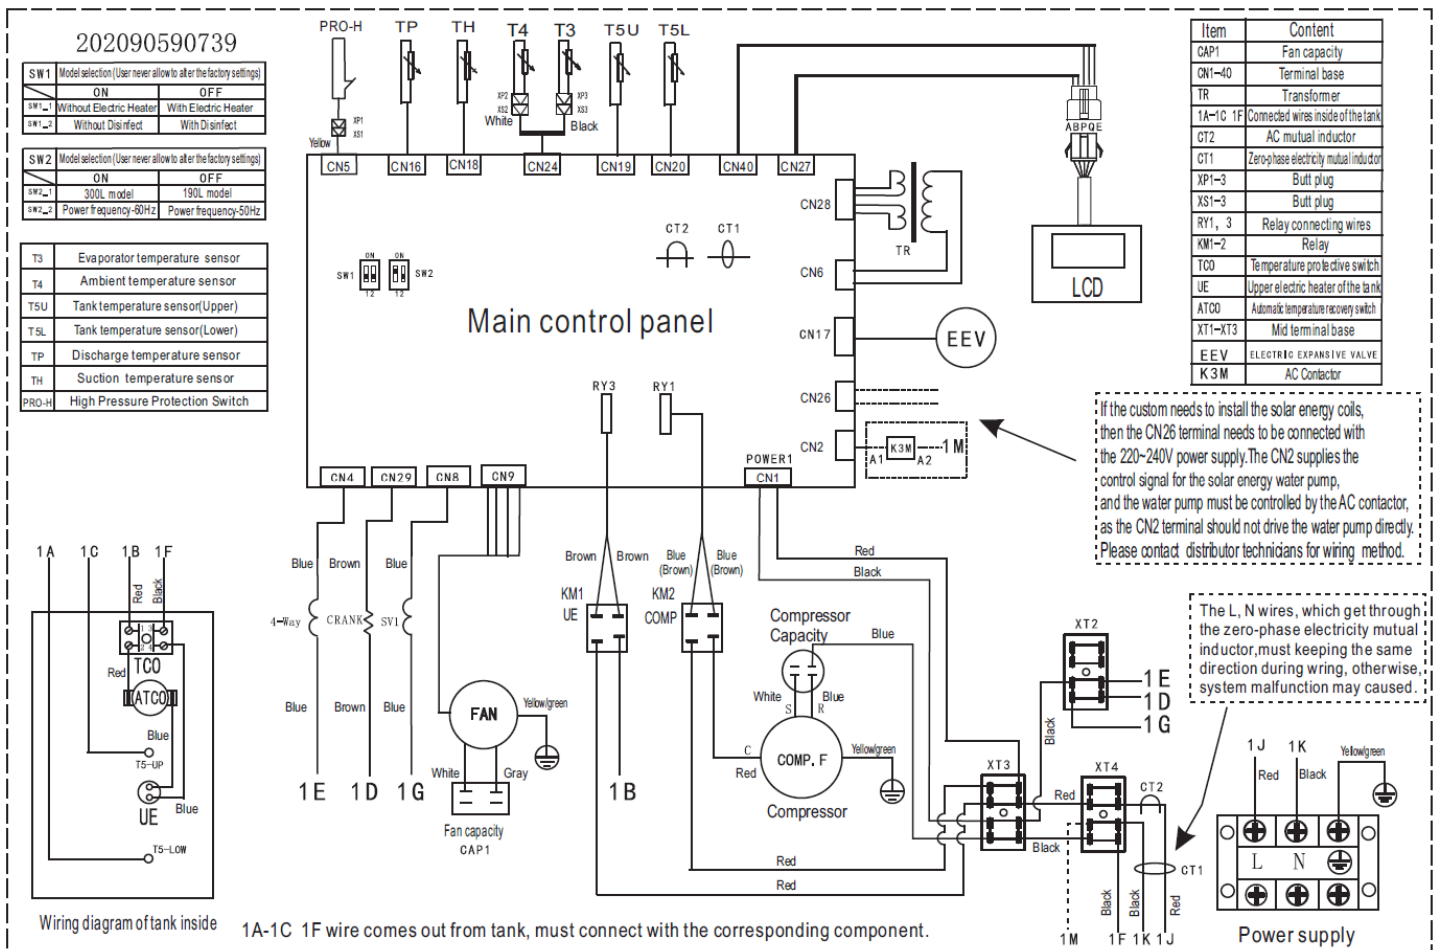 202090590739
SW1 Model selection (User never allow to alter the factory settings)
ON OFF
SW1_1 Without Electric Heater With Electric Heater
SW1_2 Without Disinfect With Disinfect
SW2 Model selection (User never allow to alter the factory settings)
ON OFF
SW2_1 300L model 190L model
SW2_2 Power frequency-60Hz Power frequency-50Hz
T3 Evaporator temperature sensor
T4 Ambient temperature sensor
T5U Tank temperature sensor(Upper)
T5L Tank temperature sensor(Lower)
TP Discharge temperature sensor
TH Suction temperature sensor
PRO-H High Pressure Protection Switch
PRO-H TP TH T4 T3 T5U T5L
XP2 XP3
XS2 XS3
White Black
XP1
XS1
Yellow
CN5 CN16 CN18 CN24 CN19 CN20 CN40 CN27
ABPQE
LCD
CN28
TR
CN6
CN17
EEV
CN26
CN2
A1 K3M A2 1M
CT2 CT1
ON ON
SW1 SW2
12 12
Main control panel
RY3 RY1
POWER1
CN4 CN29 CN8 CN9 CN1
Item Content
CAP1 Fan capacity
CN1-40 Terminal base
TR Transformer
1A-1C 1F Connected wires inside of the tank
CT2 AC mutual inductor
CT1 Zero-phase electricity mutual inductor
XP1-3 Butt plug
XS1-3 Butt plug
RY1, 3 Relay connecting wires
KM1-2 Relay
TCO Temperature protective switch
UE Upper electric heater of the tank
ATCO Automatic temperature recovery switch
XT1-XT3 Mid terminal base
EEV ELECTRIC EXPANSIVE VALVE
K3M AC Contactor
If the custom needs to install the solar energy coils,
then the CN26 terminal needs to be connected with
the 220~240V power supply.The CN2 supplies the
control signal for the solar energy water pump,
and the water pump must be controlled by the AC contactor,
as the CN2 terminal should not drive the water pump directly.
Please contact distributor technicians for wiring method.
The L, N wires, which get through
the zero-phase electricity mutual
inductor,must keeping the same
direction during wring, otherwise,
system malfunction may caused.
1A 1C 1B 1F
Red Black
1 3
2 4
TCO
Red
ATCO
Blue
T5-UP
UE
Blue
T5-LOW
Wiring diagram of tank inside
Blue Brown Blue
4-Way CRANK SV1
Blue Brown Blue
1E 1D 1G
FAN
Yellow/green
White Gray
Fan capacity
CAP1
Brown Brown
KM1
UE
1B
Blue Blue
(Brown) (Brown)
KM2
COMP
Red
Black
Compressor
Capacity
Blue
White Blue
S R
C
Red
COMP.F
Yellow/green
Compressor
XT3
Red
Red
Red
Black
Black
XT2
1E
1D
1G
XT4
CT2
CT1
Black Black Red
1M 1F 1K 1J
1J 1K
Red Black
Yellow/green
L N
Power supply
1A-1C 1F wire comes out from tank, must connect with the corresponding component.